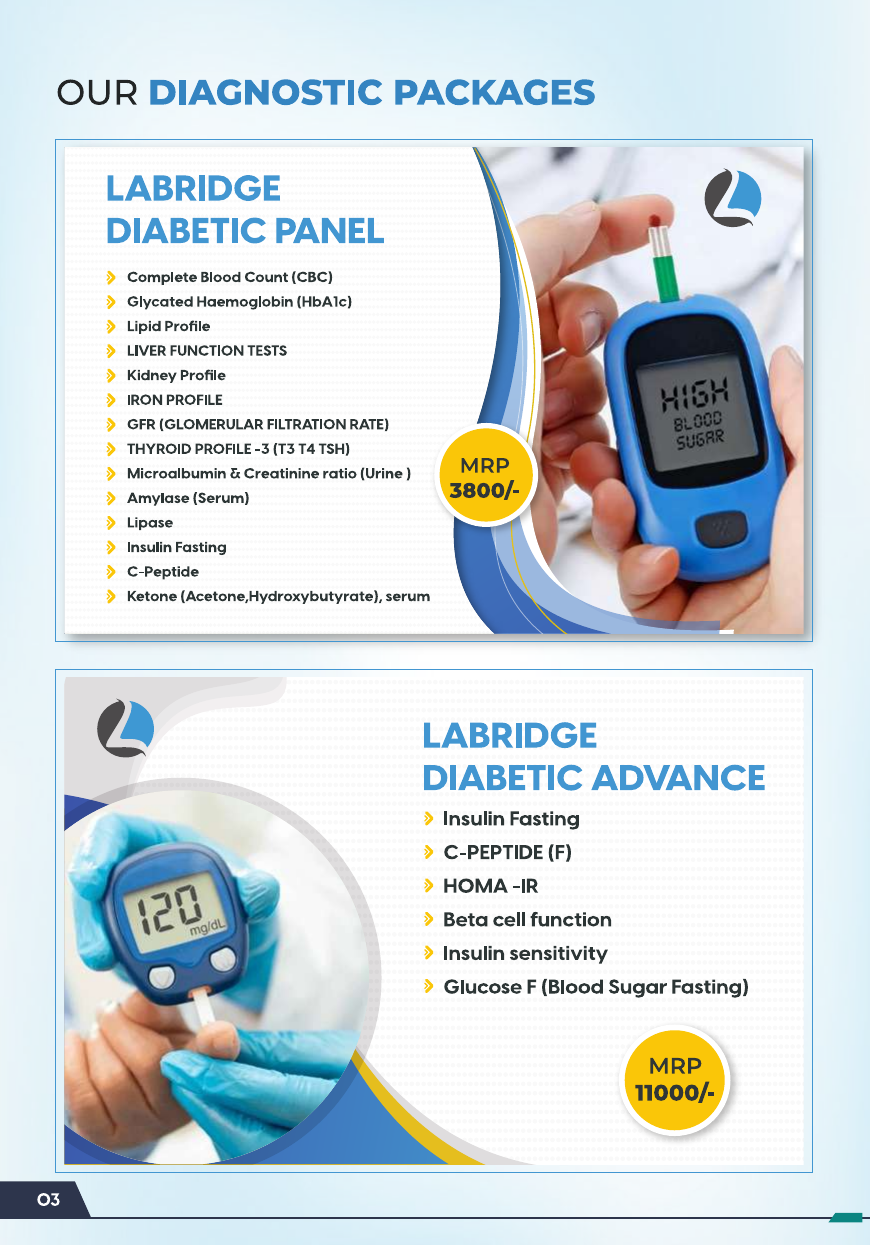 OUR DIAGNOSTIC PACKAGES
LABRIDGE
DIABETIC PANEL
Complete Blood Count (CBC)
Glycated Haemoglobin (HbA1c)
Lipid Profile
LIVER FUNCTION TESTS
Kidney Profile
IRON PROFILE
GFR (GLOMERULAR FILTRATION RATE)
THYROID PROFILE -3 (T3 T4 TSH)
Microalbumin & Creatinine ratio (Urine )
Amylase (Serum)
Lipase
Insulin Fasting
C-Peptide
Ketone (Acetone,Hydroxybutyrate), serum
MRP
3800/-
HIGH
BLOOD
SUGAR
LABRIDGE
DIABETIC ADVANCE
Insulin Fasting
C-PEPTIDE (F)
HOMA -IR
Beta cell function
Insulin sensitivity
Glucose F (Blood Sugar Fasting)
MRP
11000/-
120
mg/dL
03